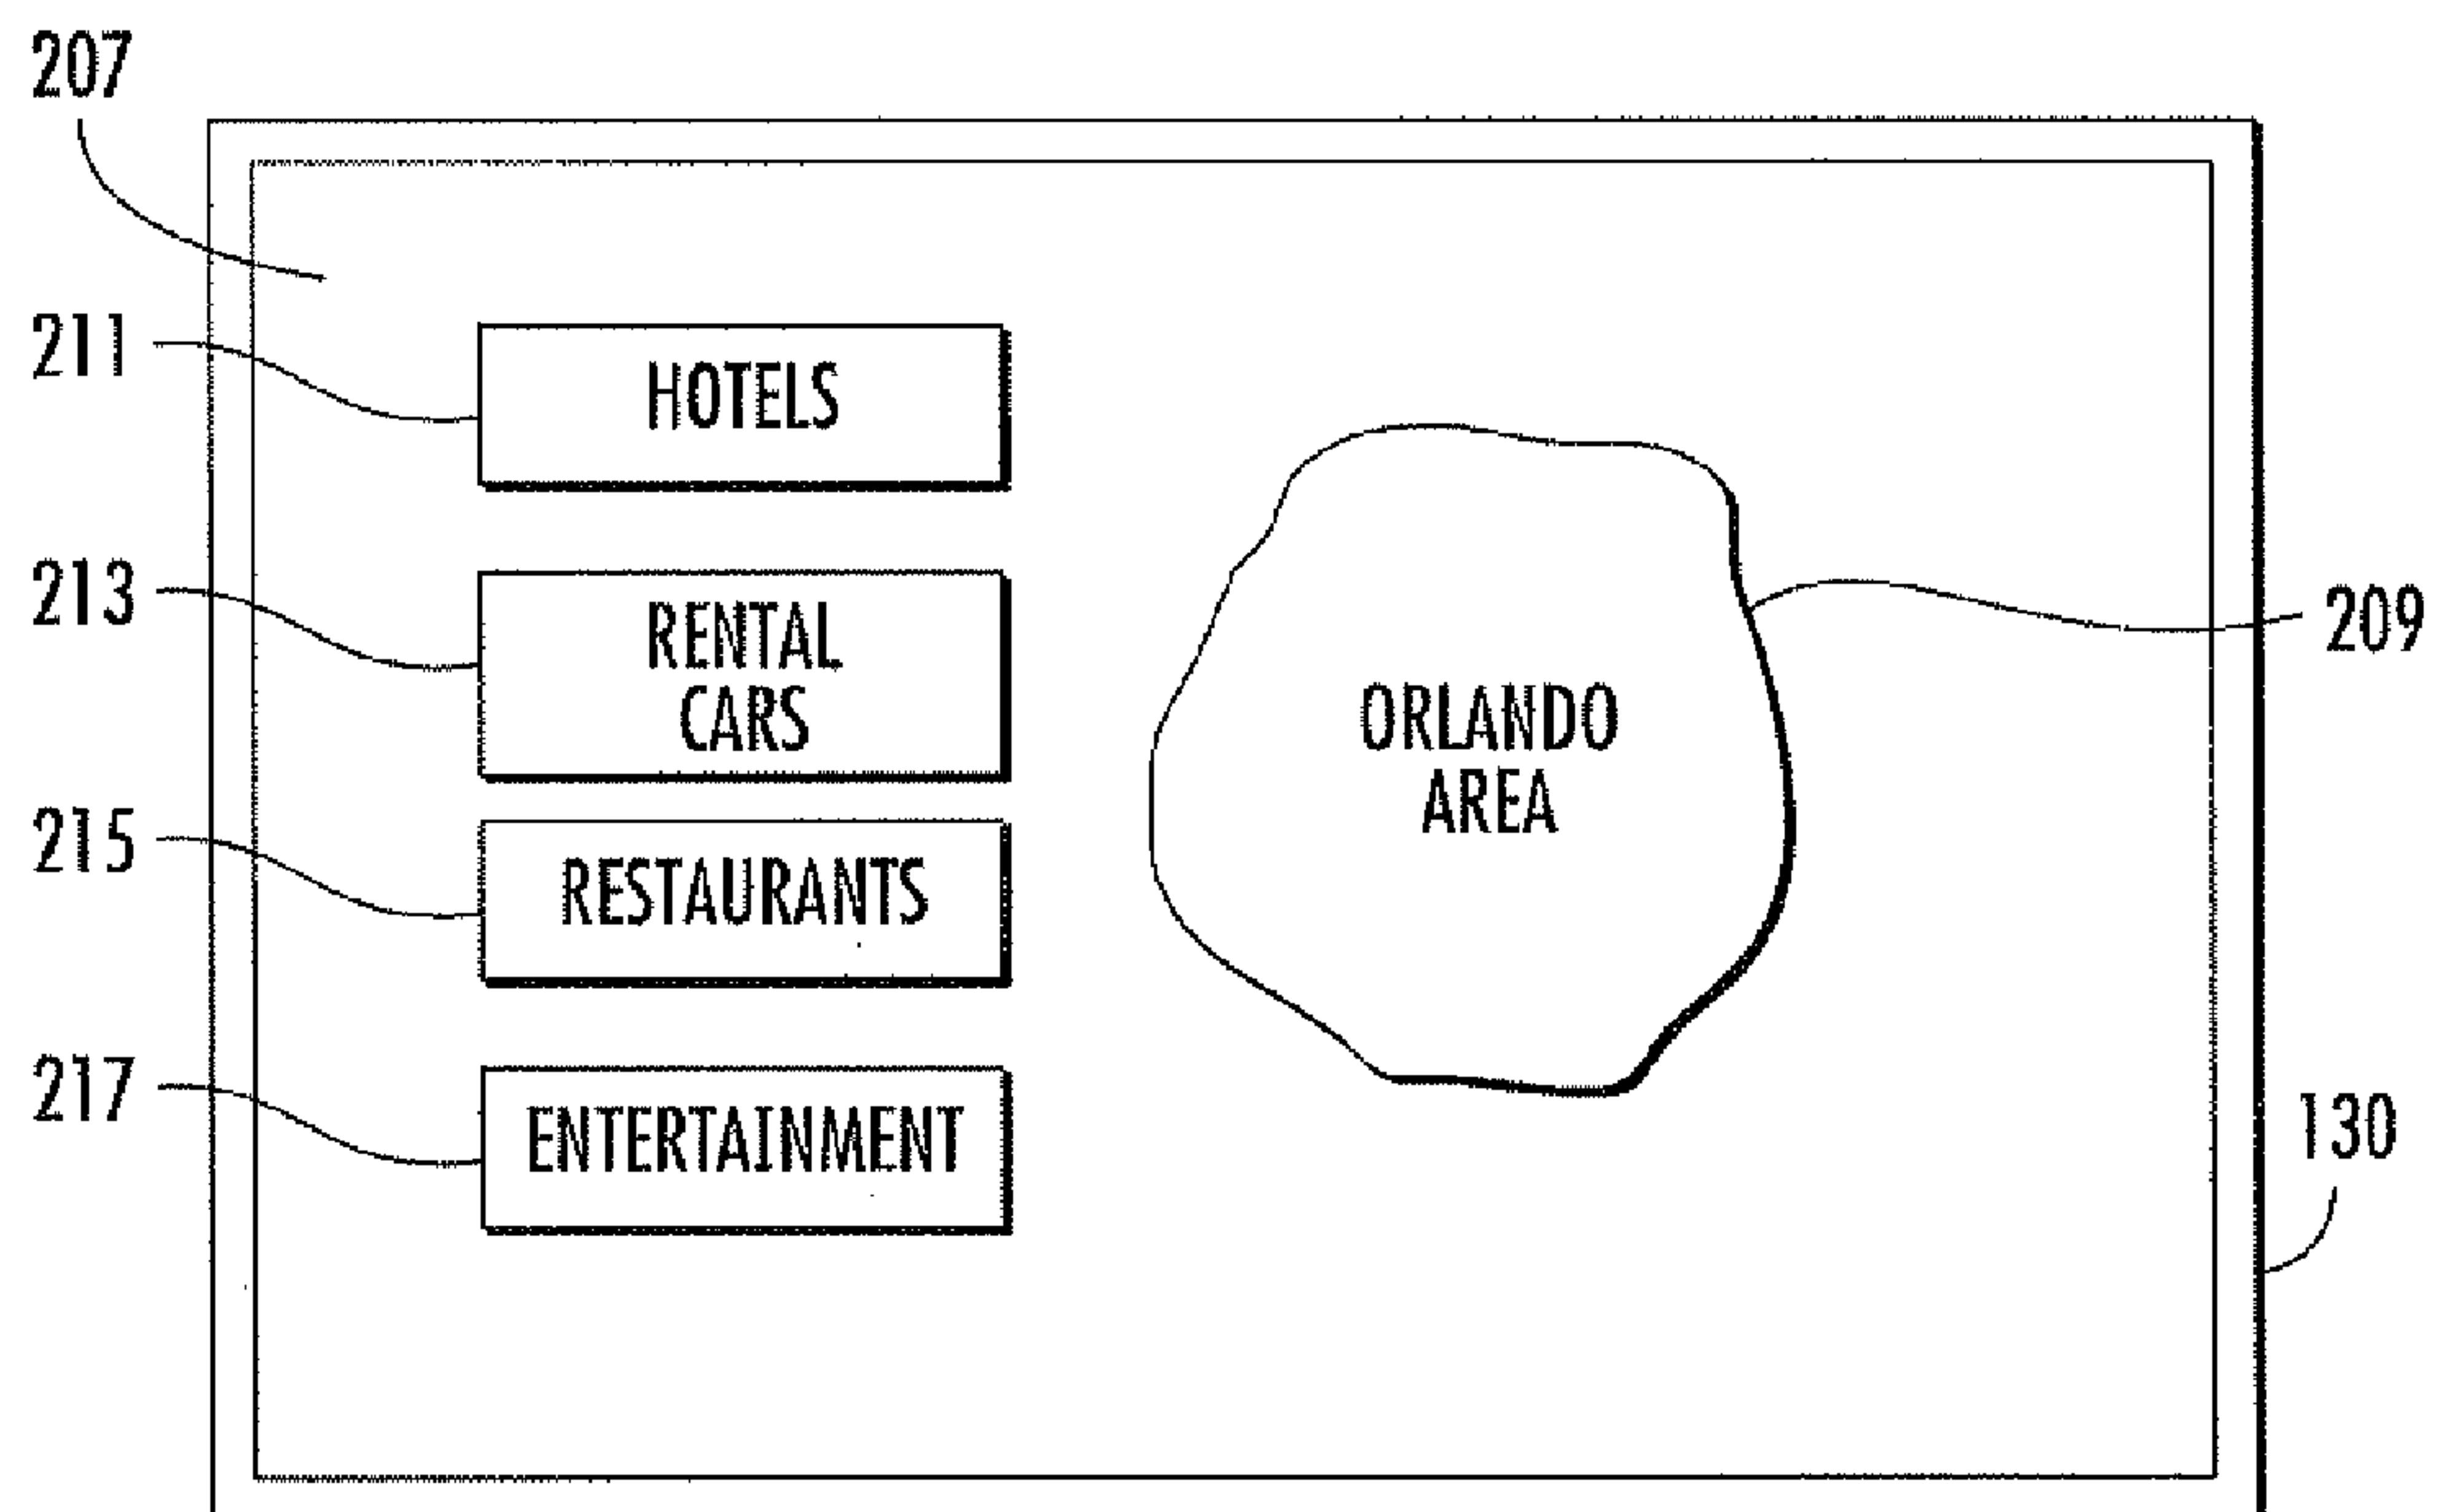 207
211
HOTELS
213
RENTAL
CARS
209
ORLANDO
AREA
215
RESTAURANTS
217
ENTERTAINMENT
130